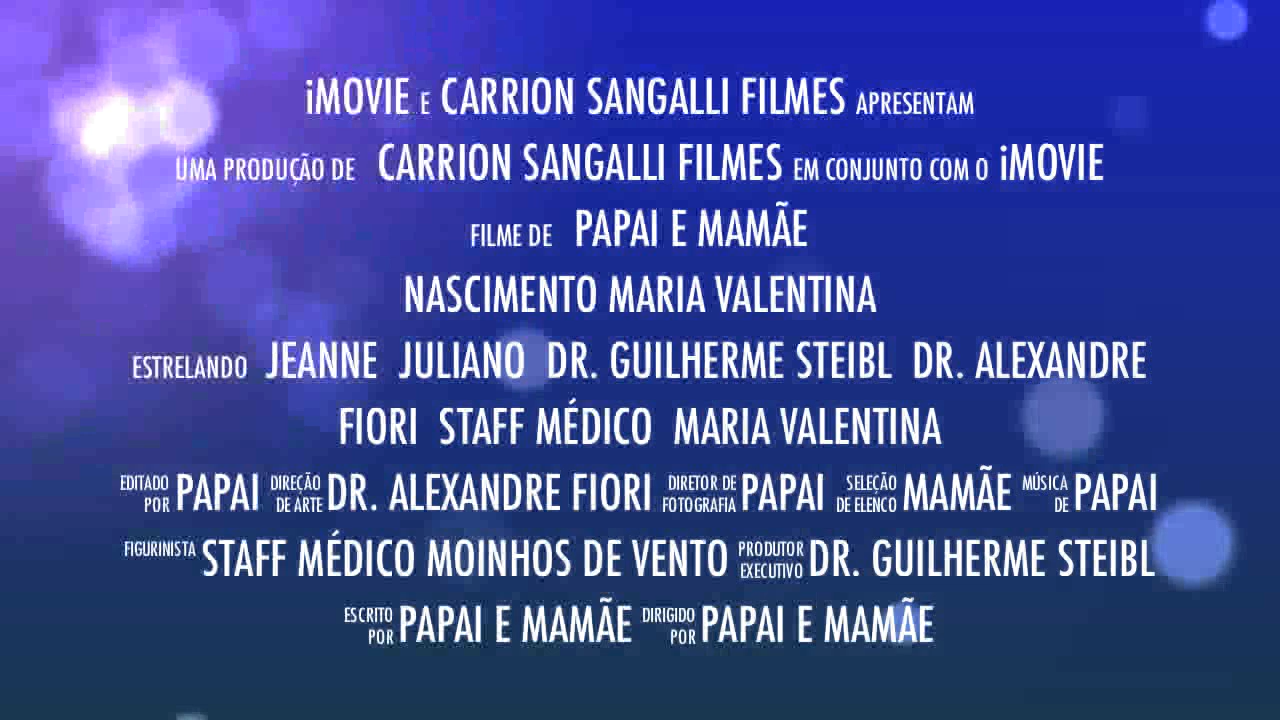 iMOVIE E CARRION SANGALLI FILMES APRESENTAM
UMA PRODUÇÃO DE CARRION SANGALLI FILMES EM CONJUNTO COM O iMOVIE
FILME DE PAPAI E MAMÃE
NASCIMENTO MARIA VALENTINA
ESTRELANDO JEANNE JULIANO DR. GUILHERME STEIBL DR. ALEXANDRE
FIORI STAFF MÉDICO MARIA VALENTINA
EDITADO POR PAPAI DIREÇÃO DE ARTE DR. ALEXANDRE FIORI DIRETOR DE FOTOGRAFIA PAPAI SELEÇÃO DE ELENCO MAMÃE MÚSICA DE PAPAI
FIGURINISTA STAFF MÉDICO MOINHOS DE VENTO PRODUTOR EXECUTIVO DR. GUILHERME STEIBL
ESCRITO POR PAPAI E MAMÃE DIRIGIDO POR PAPAI E MAMÃE